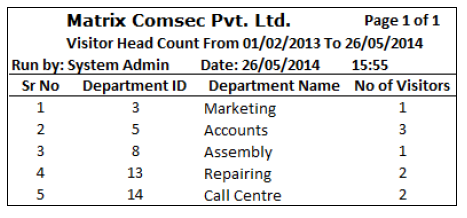 Matrix Comsec Pvt. Ltd. Page 1 of 1
Visitor Head Count From 01/02/2013 To 26/05/2014
Run by: System Admin Date: 26/05/2014 15:55
Sr No Department ID Department Name No of Visitors
1 3 Marketing 1
2 5 Accounts 3
3 8 Assembly 1
4 13 Repairing 2
5 14 Call Centre 2